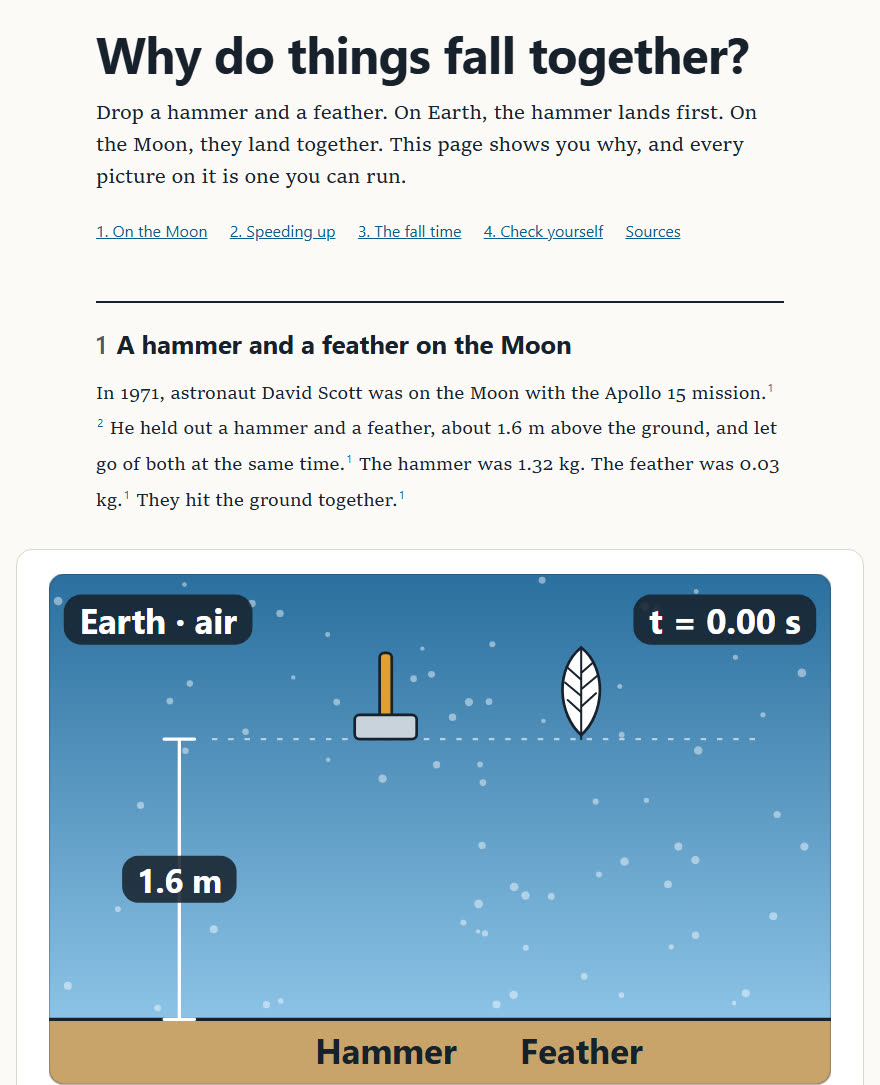 Why do things fall together?
Drop a hammer and a feather. On Earth, the hammer lands first. On
the Moon, they land together. This page shows you why, and every
picture on it is one you can run.
1. On the Moon 2. Speeding up 3. The fall time 4. Check yourself Sources
1 A hammer and a feather on the Moon
In 1971, astronaut David Scott was on the Moon with the Apollo 15 mission.1
2 He held out a hammer and a feather, about 1.6 m above the ground, and let
go of both at the same time.1 The hammer was 1.32 kg. The feather was 0.03
kg.1 They hit the ground together.1
Earth · air
t = 0.00 s
1.6 m
Hammer Feather